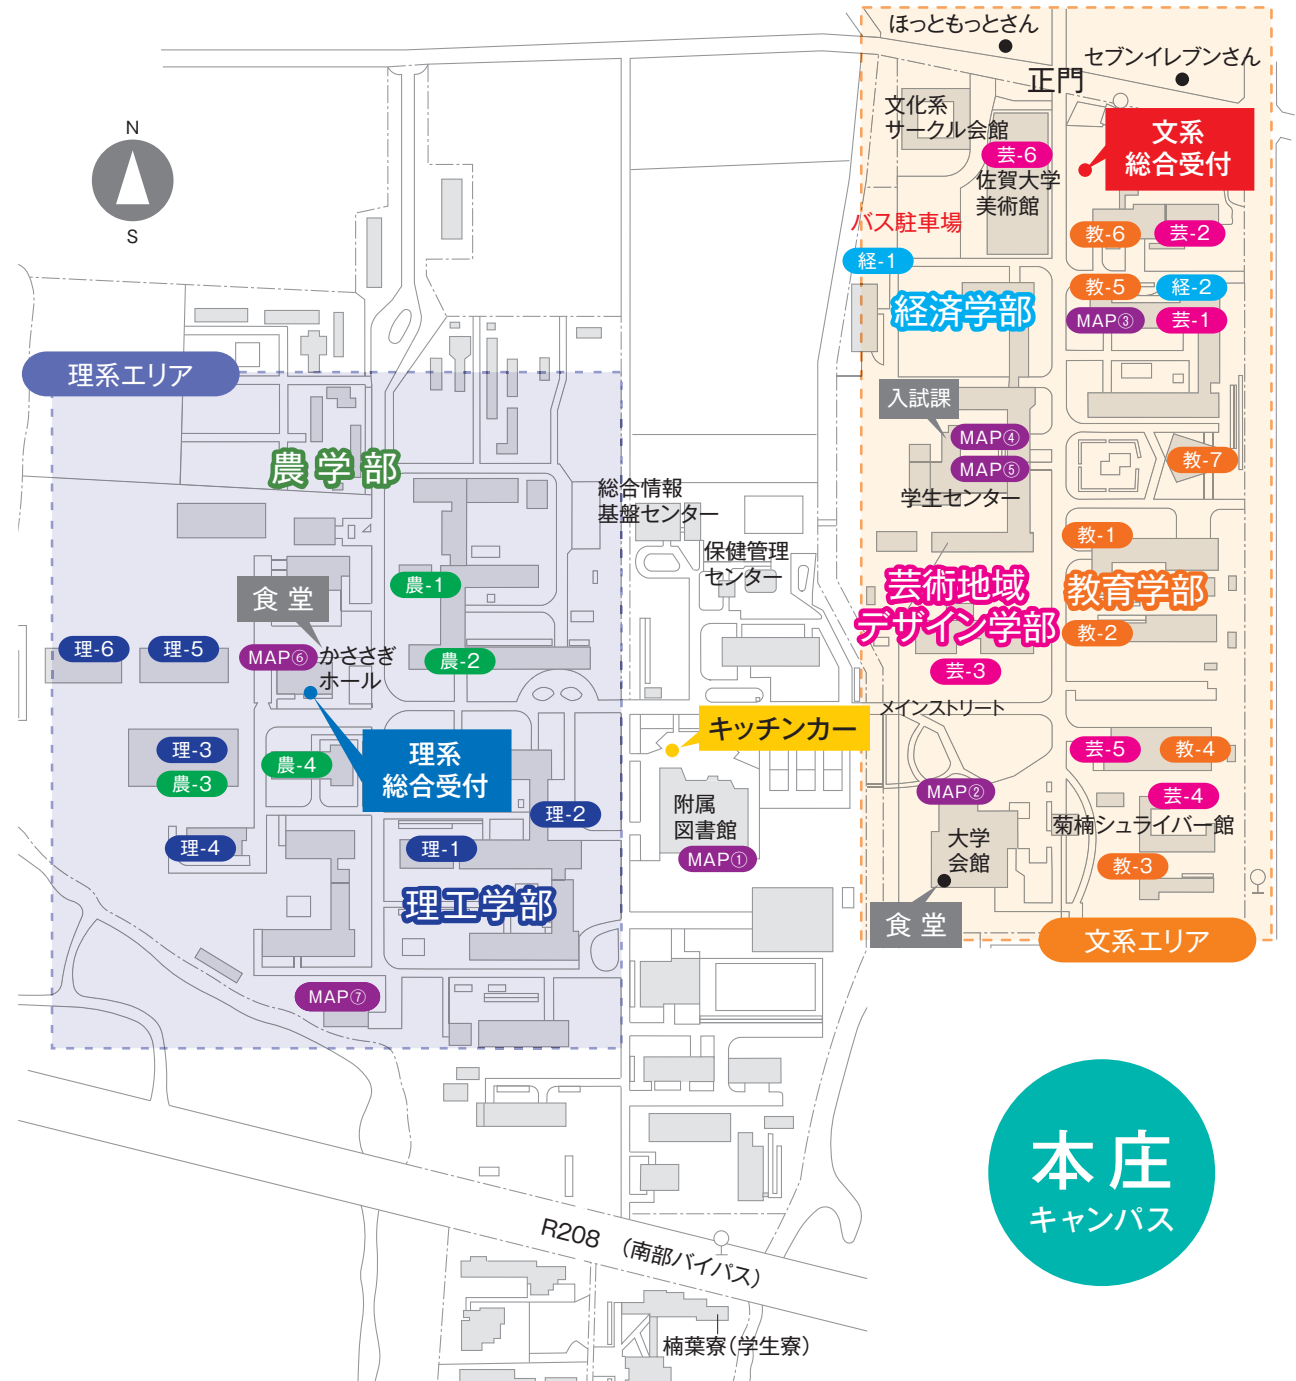 ほっともっとさん
セブンイレブンさん
正門
文化系
サークル会館
文系
総合受付
芸-6
佐賀大学
美術館
N
S
バス駐車場
教-6
芸-2
経-1
教-5
経-2
経済学部
MAP③
芸-1
理系エリア
入試課
MAP④
MAP⑤
学生センター
教-7
農学部
総合情報
基盤センター
保健管理
センター
教-1
農-1
食堂
芸術地域
デザイン学部
教育学部
教-2
理-6
理-5
MAP⑥
かささぎ
ホール
農-2
芸-3
メインストリート
キッチンカー
理系
総合受付
理-3
農-3
農-4
芸-5
教-4
MAP②
芸-4
附属
図書館
MAP①
理-2
理-1
理-4
大学
会館
菊楠シュライバー館
教-3
理工学部
食堂
文系エリア
MAP⑦
本庄
キャンパス
R208 (南部バイパス)
楠葉寮(学生寮)